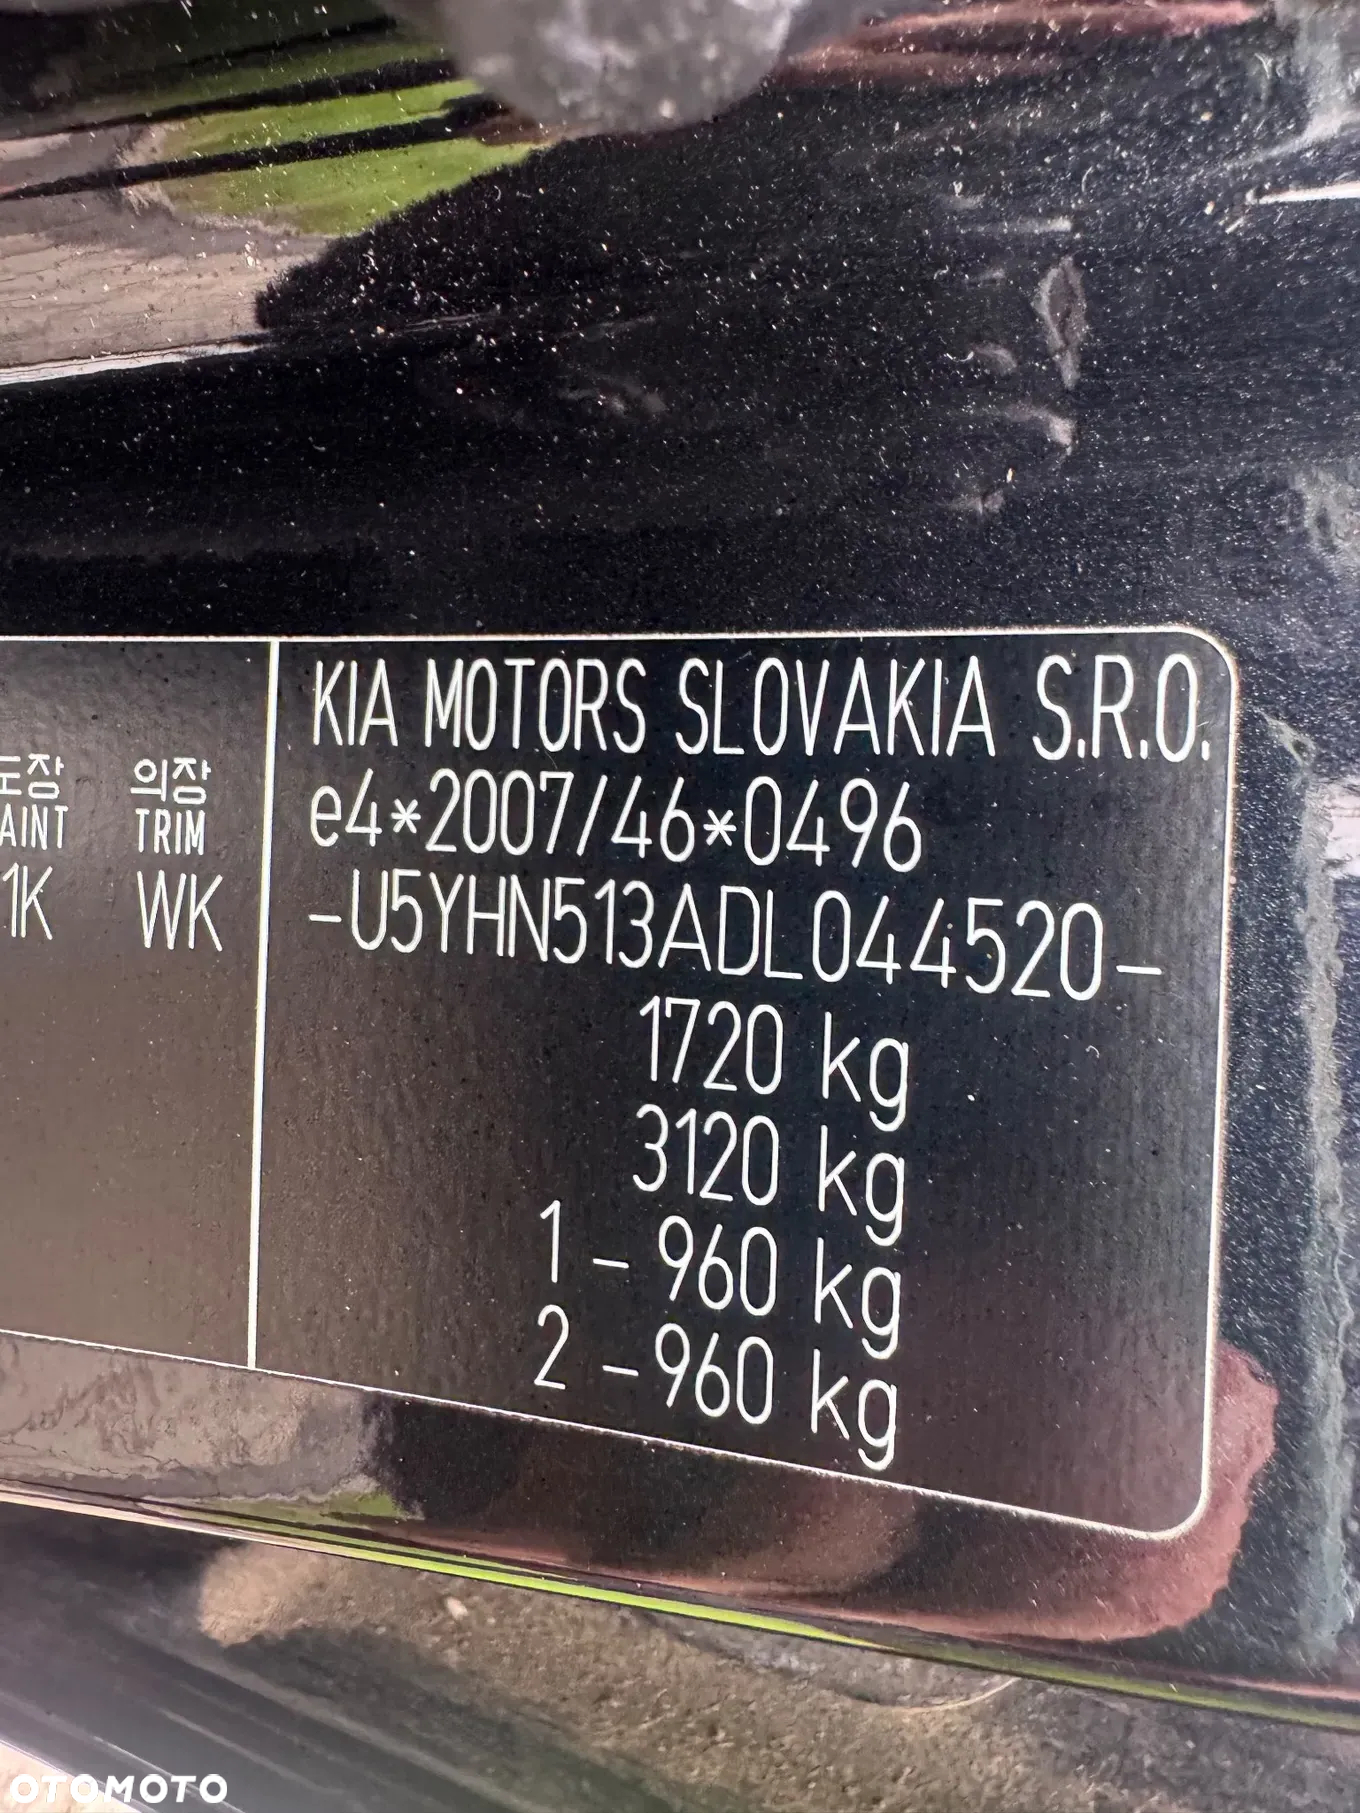 KIA MOTORS SLOVAKIA S.R.O.
e4*2007/46*0496
-U5YHN513ADL044520-
1720 kg
3120 kg
1 - 960 kg
2 - 960 kg
도장 의장
AINT TRIM
1K WK
OTOMOTO